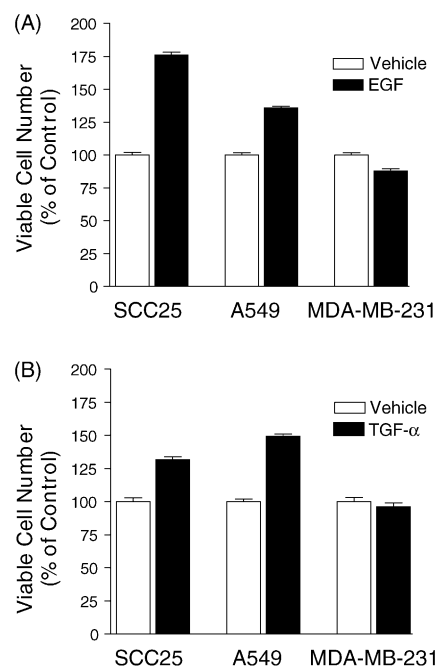 (A)
Viable Cell Number
(% of Control)
200
175
150
125
100
75
50
25
0
Vehicle
EGF
SCC25 A549 MDA-MB-231
(B)
Viable Cell Number
(% of Control)
200
175
150
125
100
75
50
25
0
Vehicle
TGF-α
SCC25 A549 MDA-MB-231